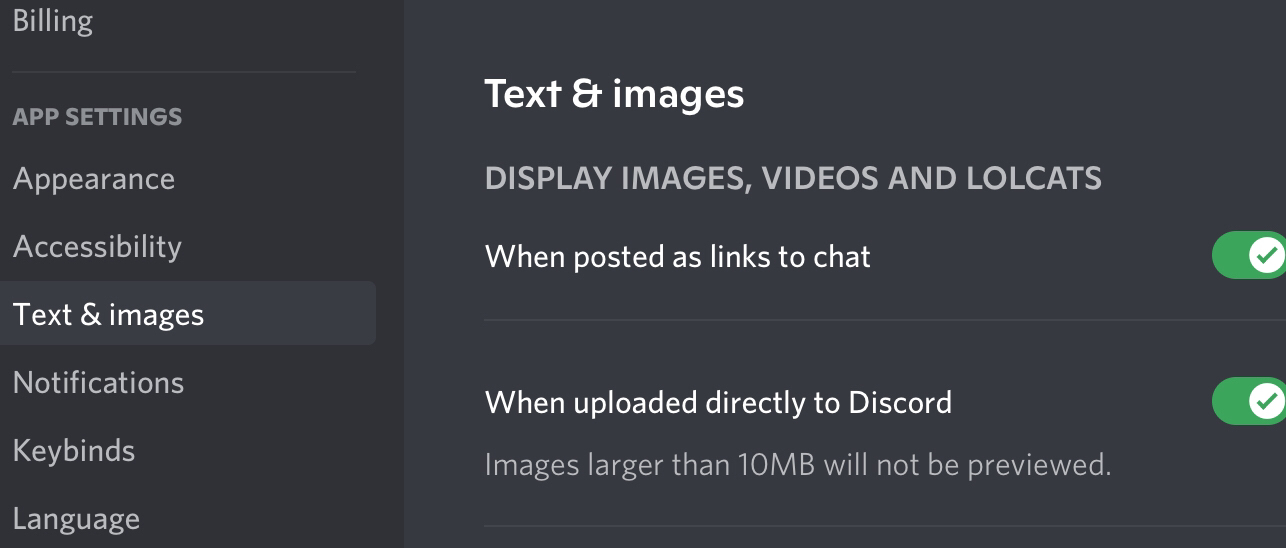 Billing
APP SETTINGS
Appearance
Accessibility
Text & images
Notifications
Keybinds
Language
Text & images
DISPLAY IMAGES, VIDEOS AND LOLCATS
When posted as links to chat
When uploaded directly to Discord
Images larger than 10MB will not be previewed.